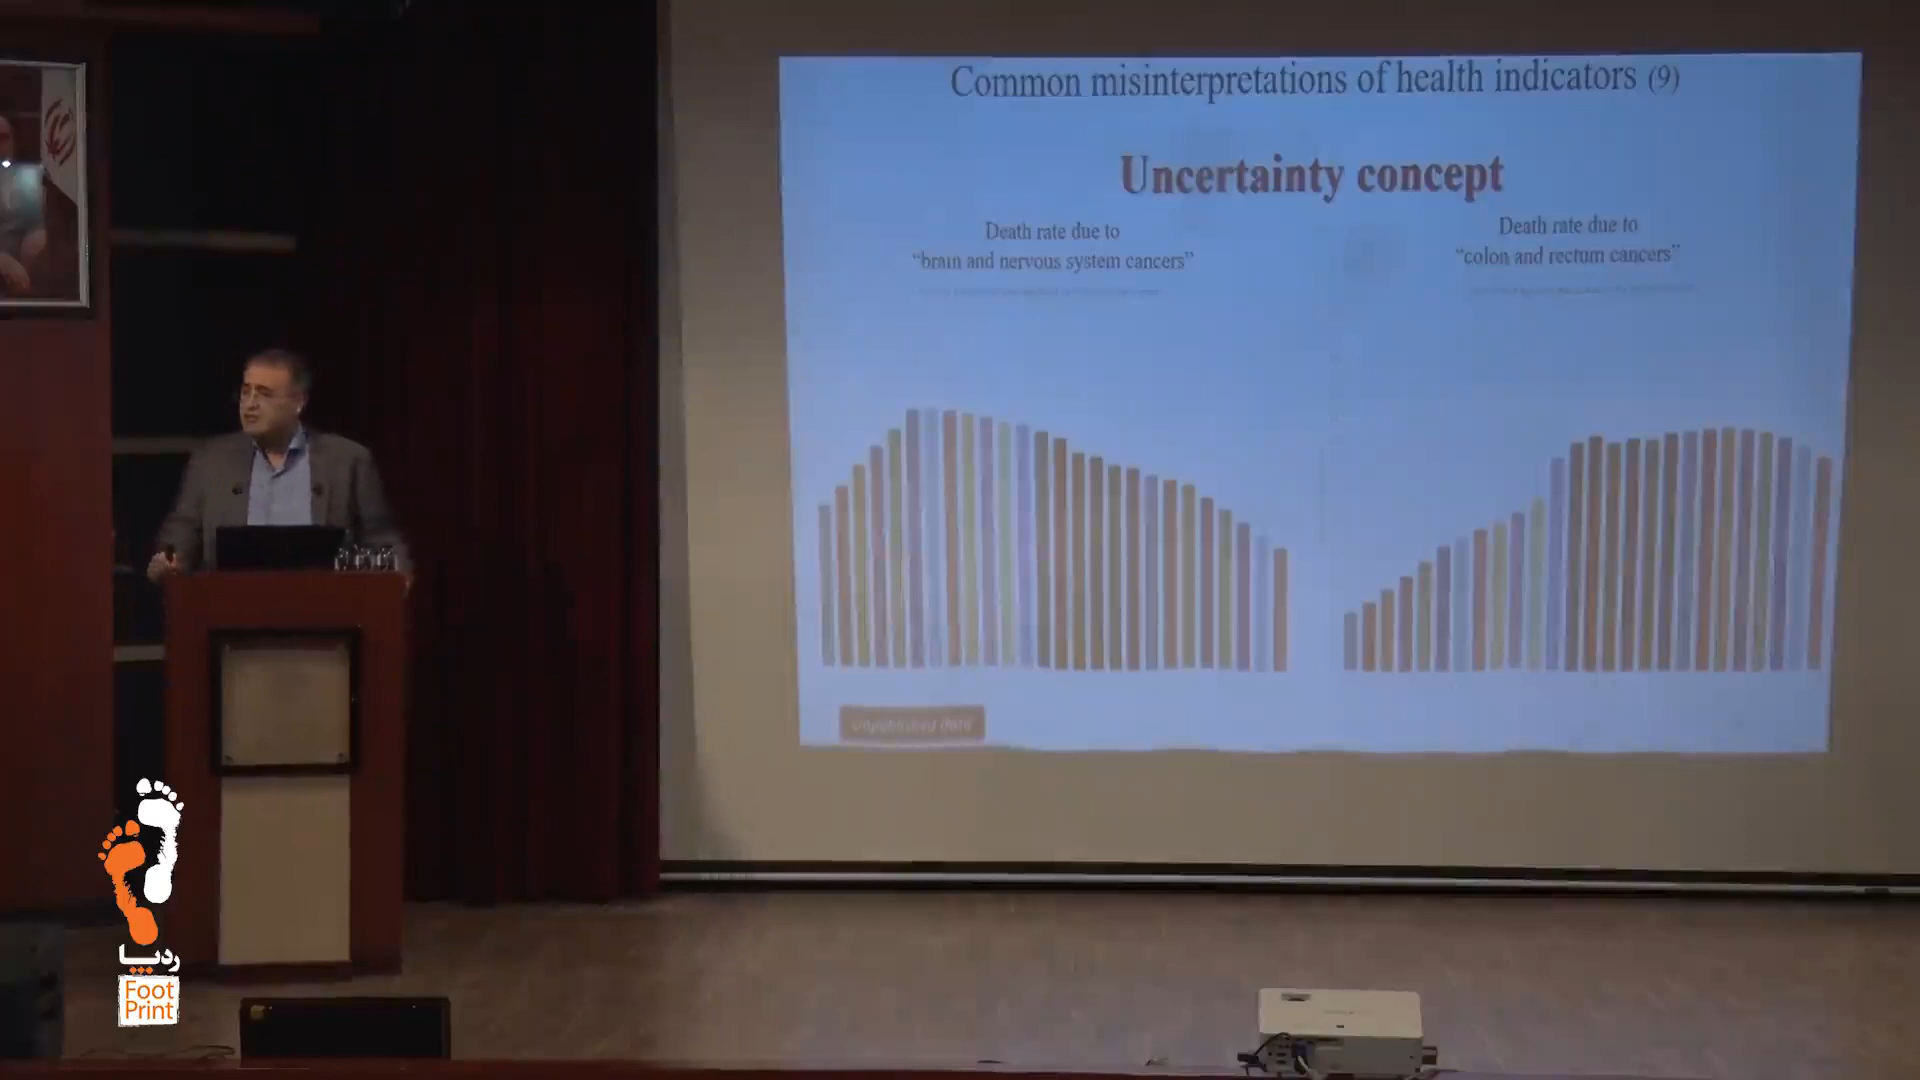 Common misinterpretations of health indicators (9)
Uncertainty concept
Death rate due to
“brain and nervous system cancers”
Death rate due to
“colon and rectum cancers”
Unpublished data
ردپا
Foot
Print